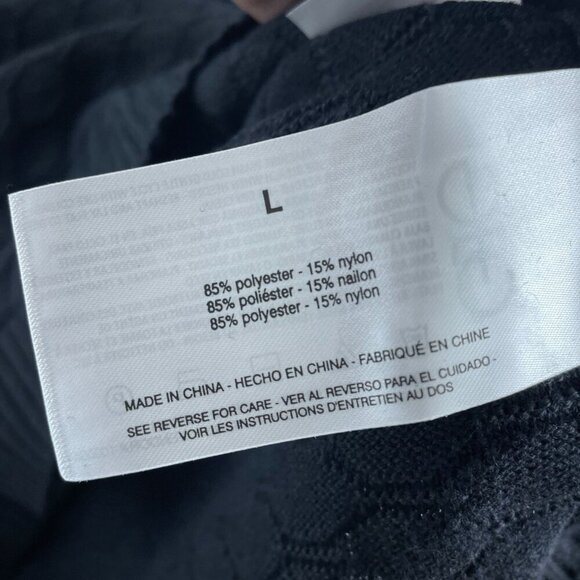 L
85% polyester - 15% nylon
85% poliéster - 15% nailon
85% polyester - 15% nylon
MADE IN CHINA - HECHO EN CHINA - FABRIQUÉ EN CHINE
SEE REVERSE FOR CARE - VER AL REVERSO PARA EL CUIDADO -
VOIR LES INSTRUCTIONS D'ENTRETIEN AU DOS